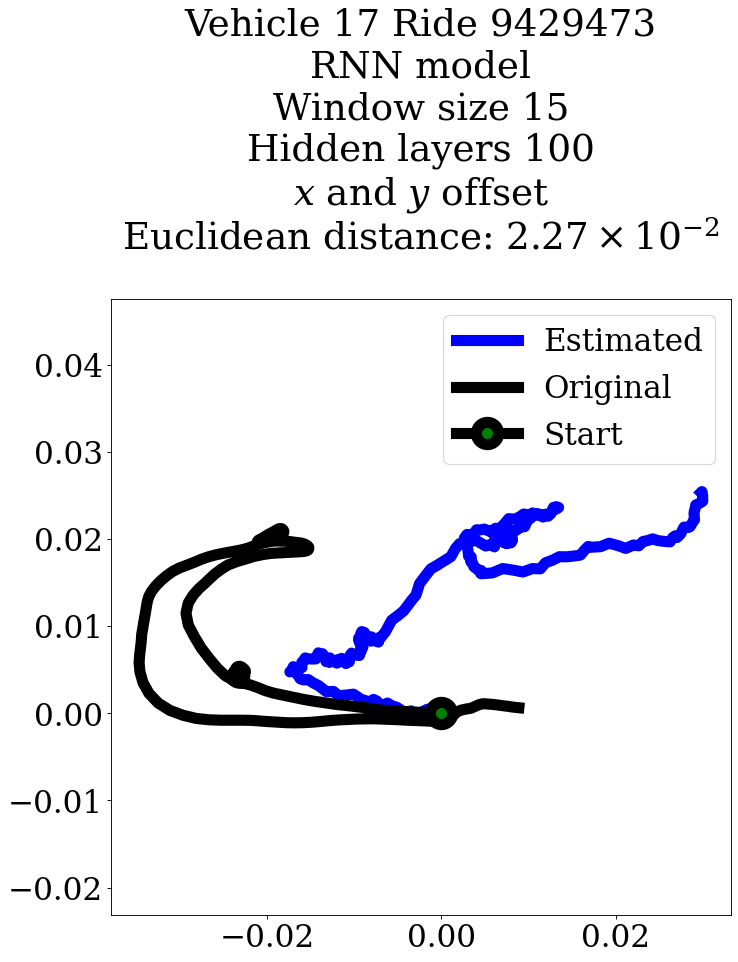 Vehicle 17 Ride 9429473
RNN model
Window size 15
Hidden layers 100
x and y offset
Euclidean distance: 2.27 × 10⁻²
Estimated
Original
Start
0.04
0.03
0.02
0.01
0.00
−0.01
−0.02
−0.02 0.00 0.02